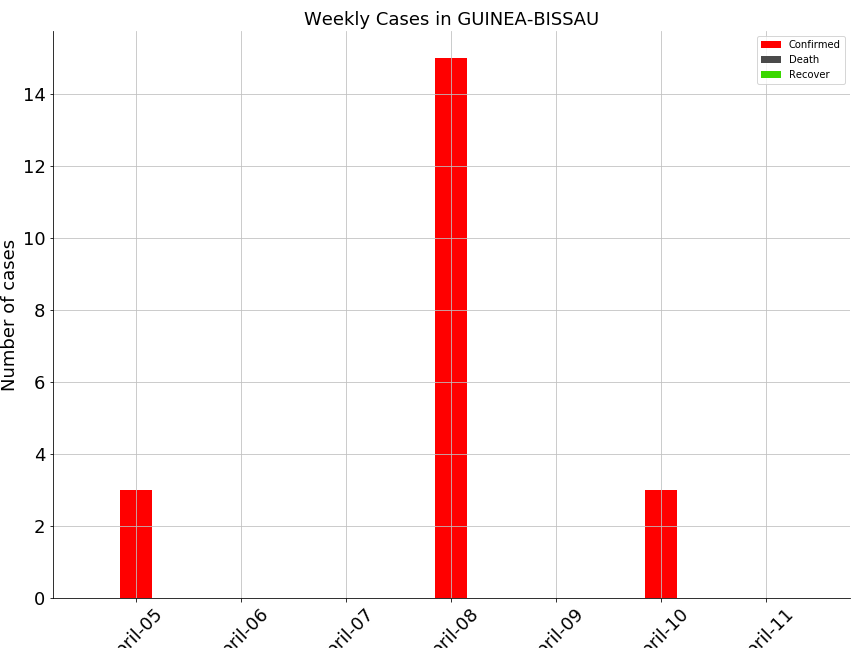 Weekly Cases in GUINEA-BISSAU
Confirmed
Death
Recover
Number of cases
14
12
10
8
6
4
2
0
pril-05
pril-06
pril-07
pril-08
pril-09
pril-10
pril-11